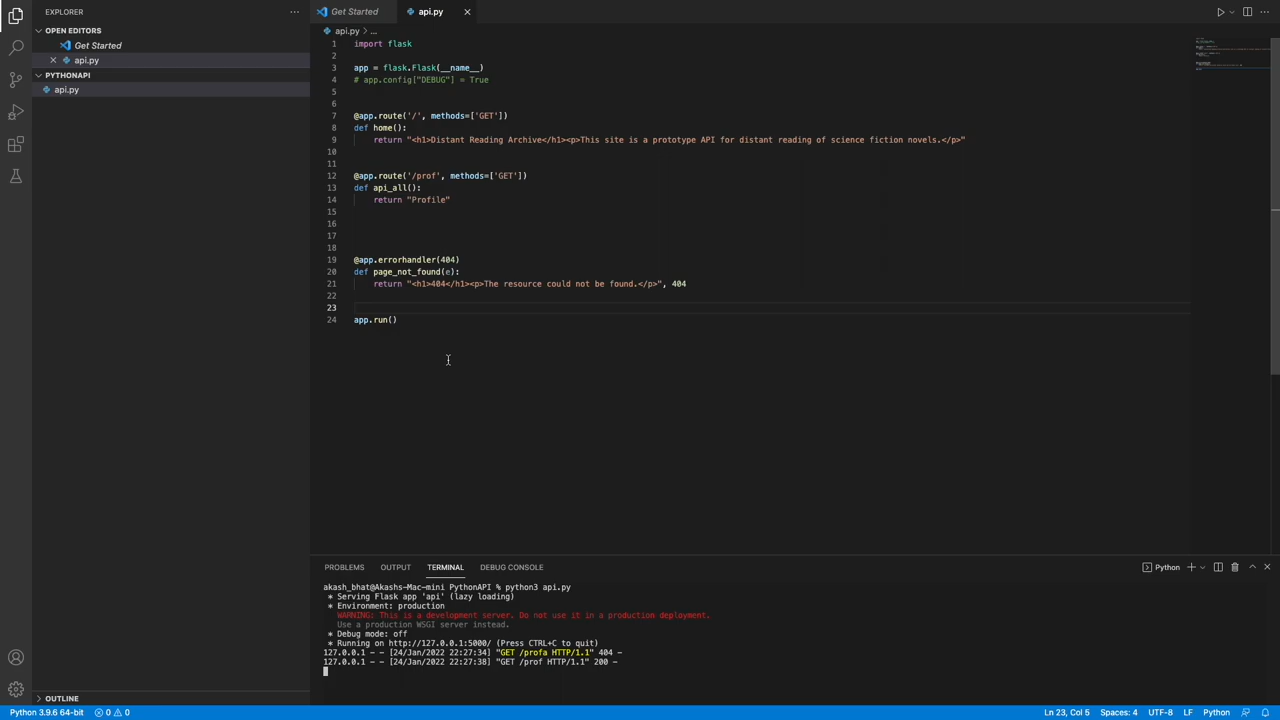 EXPLORER
OPEN EDITORS
Get Started
api.py
PYTHONAPI
api.py
OUTLINE
Get Started
api.py
api.py > ...
1 import flask
2
3 app = flask.Flask(__name__)
4 # app.config["DEBUG"] = True
5
6
7 @app.route('/', methods=['GET'])
8 def home():
9 return "<h1>Distant Reading Archive</h1><p>This site is a prototype API for distant reading of science fiction novels.</p>"
10
11
12 @app.route('/prof', methods=['GET'])
13 def api_all():
14 return "Profile"
15
16
17
18
19 @app.errorhandler(404)
20 def page_not_found(e):
21 return "<h1>404</h1><p>The resource could not be found.</p>", 404
22
23
24 app.run()
PROBLEMS OUTPUT TERMINAL DEBUG CONSOLE Python
akash_bhat@Akashs-Mac-mini PythonAPI % python3 api.py
* Serving Flask app 'api' (lazy loading)
* Environment: production
WARNING: This is a development server. Do not use it in a production deployment.
Use a production WSGI server instead.
* Debug mode: off
* Running on http://127.0.0.1:5000/ (Press CTRL+C to quit)
127.0.0.1 - - [24/Jan/2022 22:27:34] "GET /profa HTTP/1.1" 404 -
127.0.0.1 - - [24/Jan/2022 22:27:38] "GET /prof HTTP/1.1" 200 -
Python 3.9.6 64-bit 0 0 Ln 23, Col 5 Spaces: 4 UTF-8 LF Python